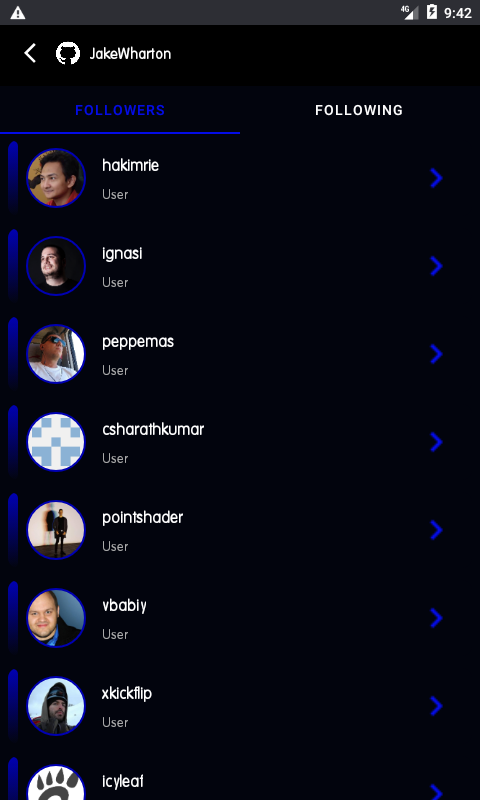 4G 9:42
JakeWharton
FOLLOWERS FOLLOWING
hakimrie
User
ignasi
User
peppemas
User
csharathkumar
User
pointshader
User
vbabiy
User
xkickflip
User
icyleaf